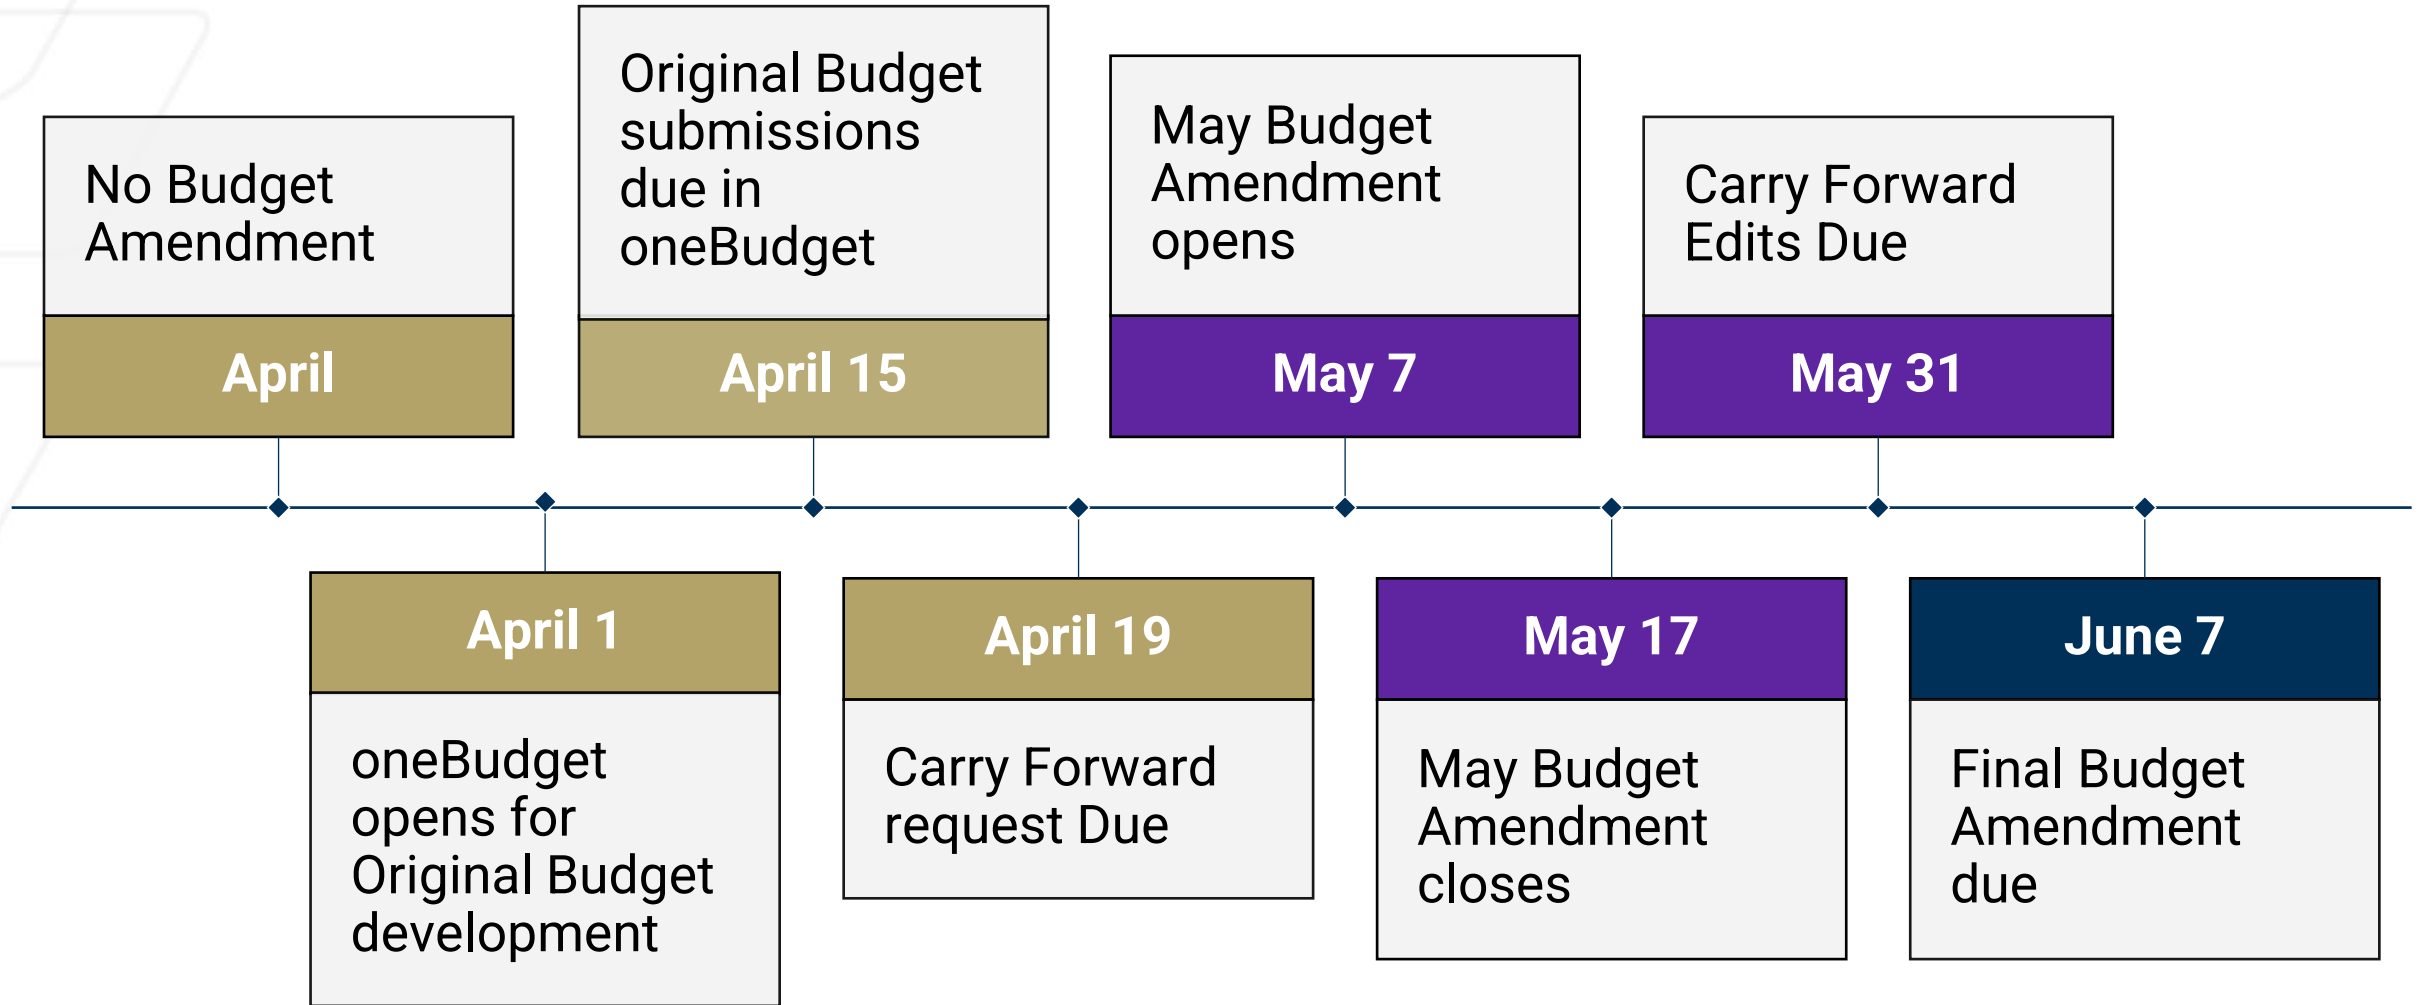 No Budget
Amendment
April
April 1
oneBudget
opens for
Original Budget
development
Original Budget
submissions
due in
oneBudget
April 15
April 19
Carry Forward
request Due
May Budget
Amendment
opens
May 7
May 17
May Budget
Amendment
closes
Carry Forward
Edits Due
May 31
June 7
Final Budget
Amendment
due